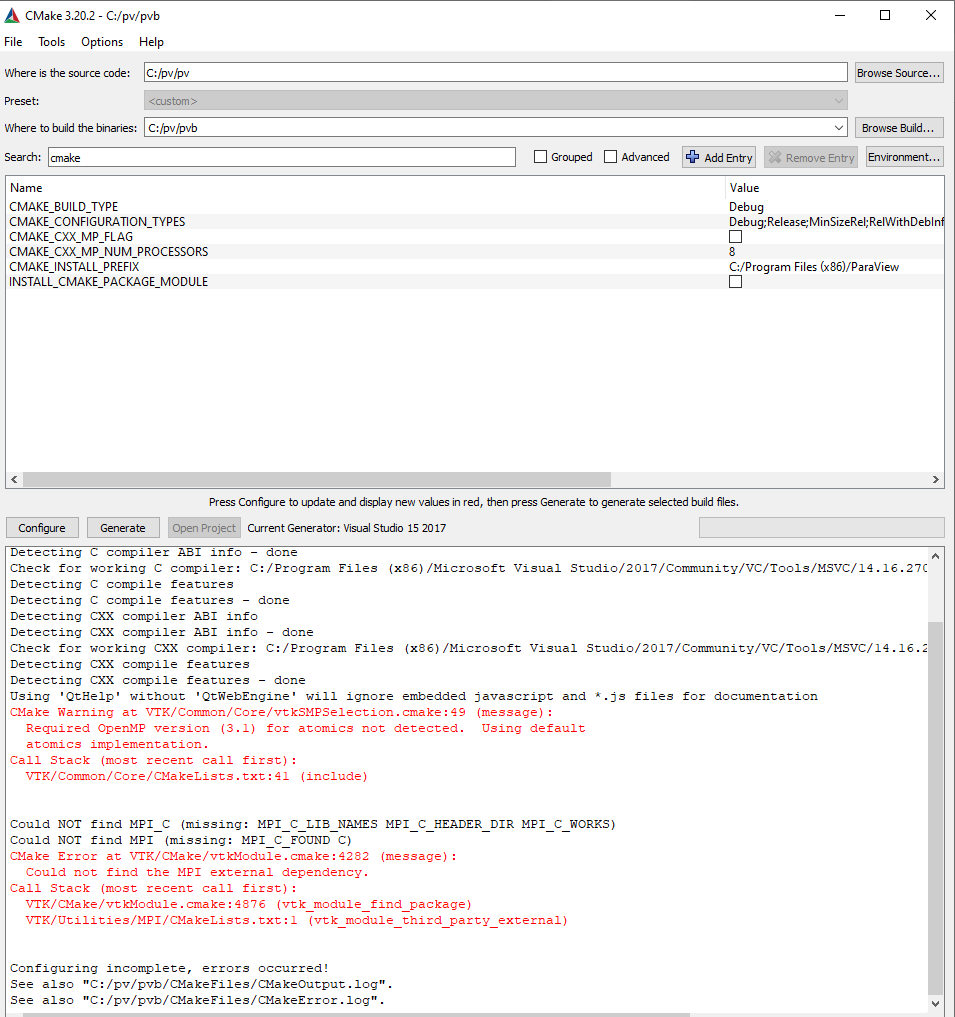 CMake 3.20.2 - C:/pv/pvb
File Tools Options Help
Where is the source code: C:/pv/pv Browse Source...
Preset: <custom>
Where to build the binaries: C:/pv/pvb Browse Build...
Search: cmake Grouped Advanced Add Entry Remove Entry Environment...
Name Value
CMAKE_BUILD_TYPE Debug
CMAKE_CONFIGURATION_TYPES Debug;Release;MinSizeRel;RelWithDebInf
CMAKE_CXX_MP_FLAG
CMAKE_CXX_MP_NUM_PROCESSORS 8
CMAKE_INSTALL_PREFIX C:/Program Files (x86)/ParaView
INSTALL_CMAKE_PACKAGE_MODULE
Press Configure to update and display new values in red, then press Generate to generate selected build files.
Configure Generate Open Project Current Generator: Visual Studio 15 2017
Detecting C compiler ABI info - done
Check for working C compiler: C:/Program Files (x86)/Microsoft Visual Studio/2017/Community/VC/Tools/MSVC/14.16.270
Detecting C compile features
Detecting C compile features - done
Detecting CXX compiler ABI info
Detecting CXX compiler ABI info - done
Check for working CXX compiler: C:/Program Files (x86)/Microsoft Visual Studio/2017/Community/VC/Tools/MSVC/14.16.2
Detecting CXX compile features
Detecting CXX compile features - done
Using 'QtHelp' without 'QtWebEngine' will ignore embedded javascript and *.js files for documentation
CMake Warning at VTK/Common/Core/vtkSMPSelection.cmake:49 (message):
Required OpenMP version (3.1) for atomics not detected. Using default
atomics implementation.
Call Stack (most recent call first):
VTK/Common/Core/CMakeLists.txt:41 (include)
Could NOT find MPI_C (missing: MPI_C_LIB_NAMES MPI_C_HEADER_DIR MPI_C_WORKS)
Could NOT find MPI (missing: MPI_C_FOUND C)
CMake Error at VTK/CMake/vtkModule.cmake:4282 (message):
Could not find the MPI external dependency.
Call Stack (most recent call first):
VTK/CMake/vtkModule.cmake:4876 (vtk_module_find_package)
VTK/Utilities/MPI/CMakeLists.txt:1 (vtk_module_third_party_external)
Configuring incomplete, errors occurred!
See also "C:/pv/pvb/CMakeFiles/CMakeOutput.log".
See also "C:/pv/pvb/CMakeFiles/CMakeError.log".